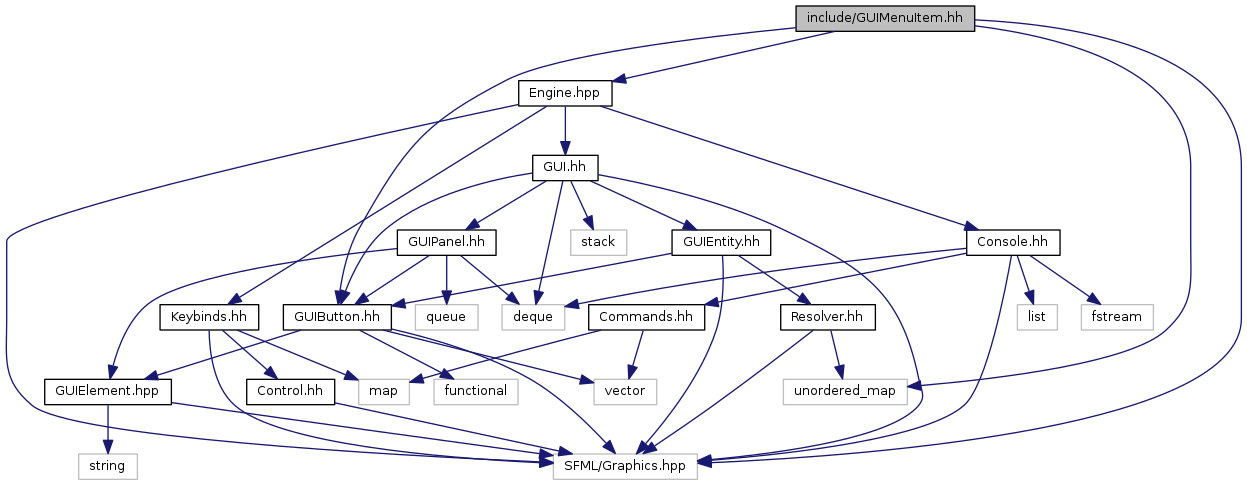 include/GUIMenuItem.hh
Engine.hpp
GUI.hh
GUIPanel.hh
stack
GUIEntity.hh
Console.hh
Keybinds.hh
GUIButton.hh
queue
deque
Commands.hh
Resolver.hh
list
fstream
GUIElement.hpp
Control.hh
map
functional
vector
unordered_map
string
SFML/Graphics.hpp